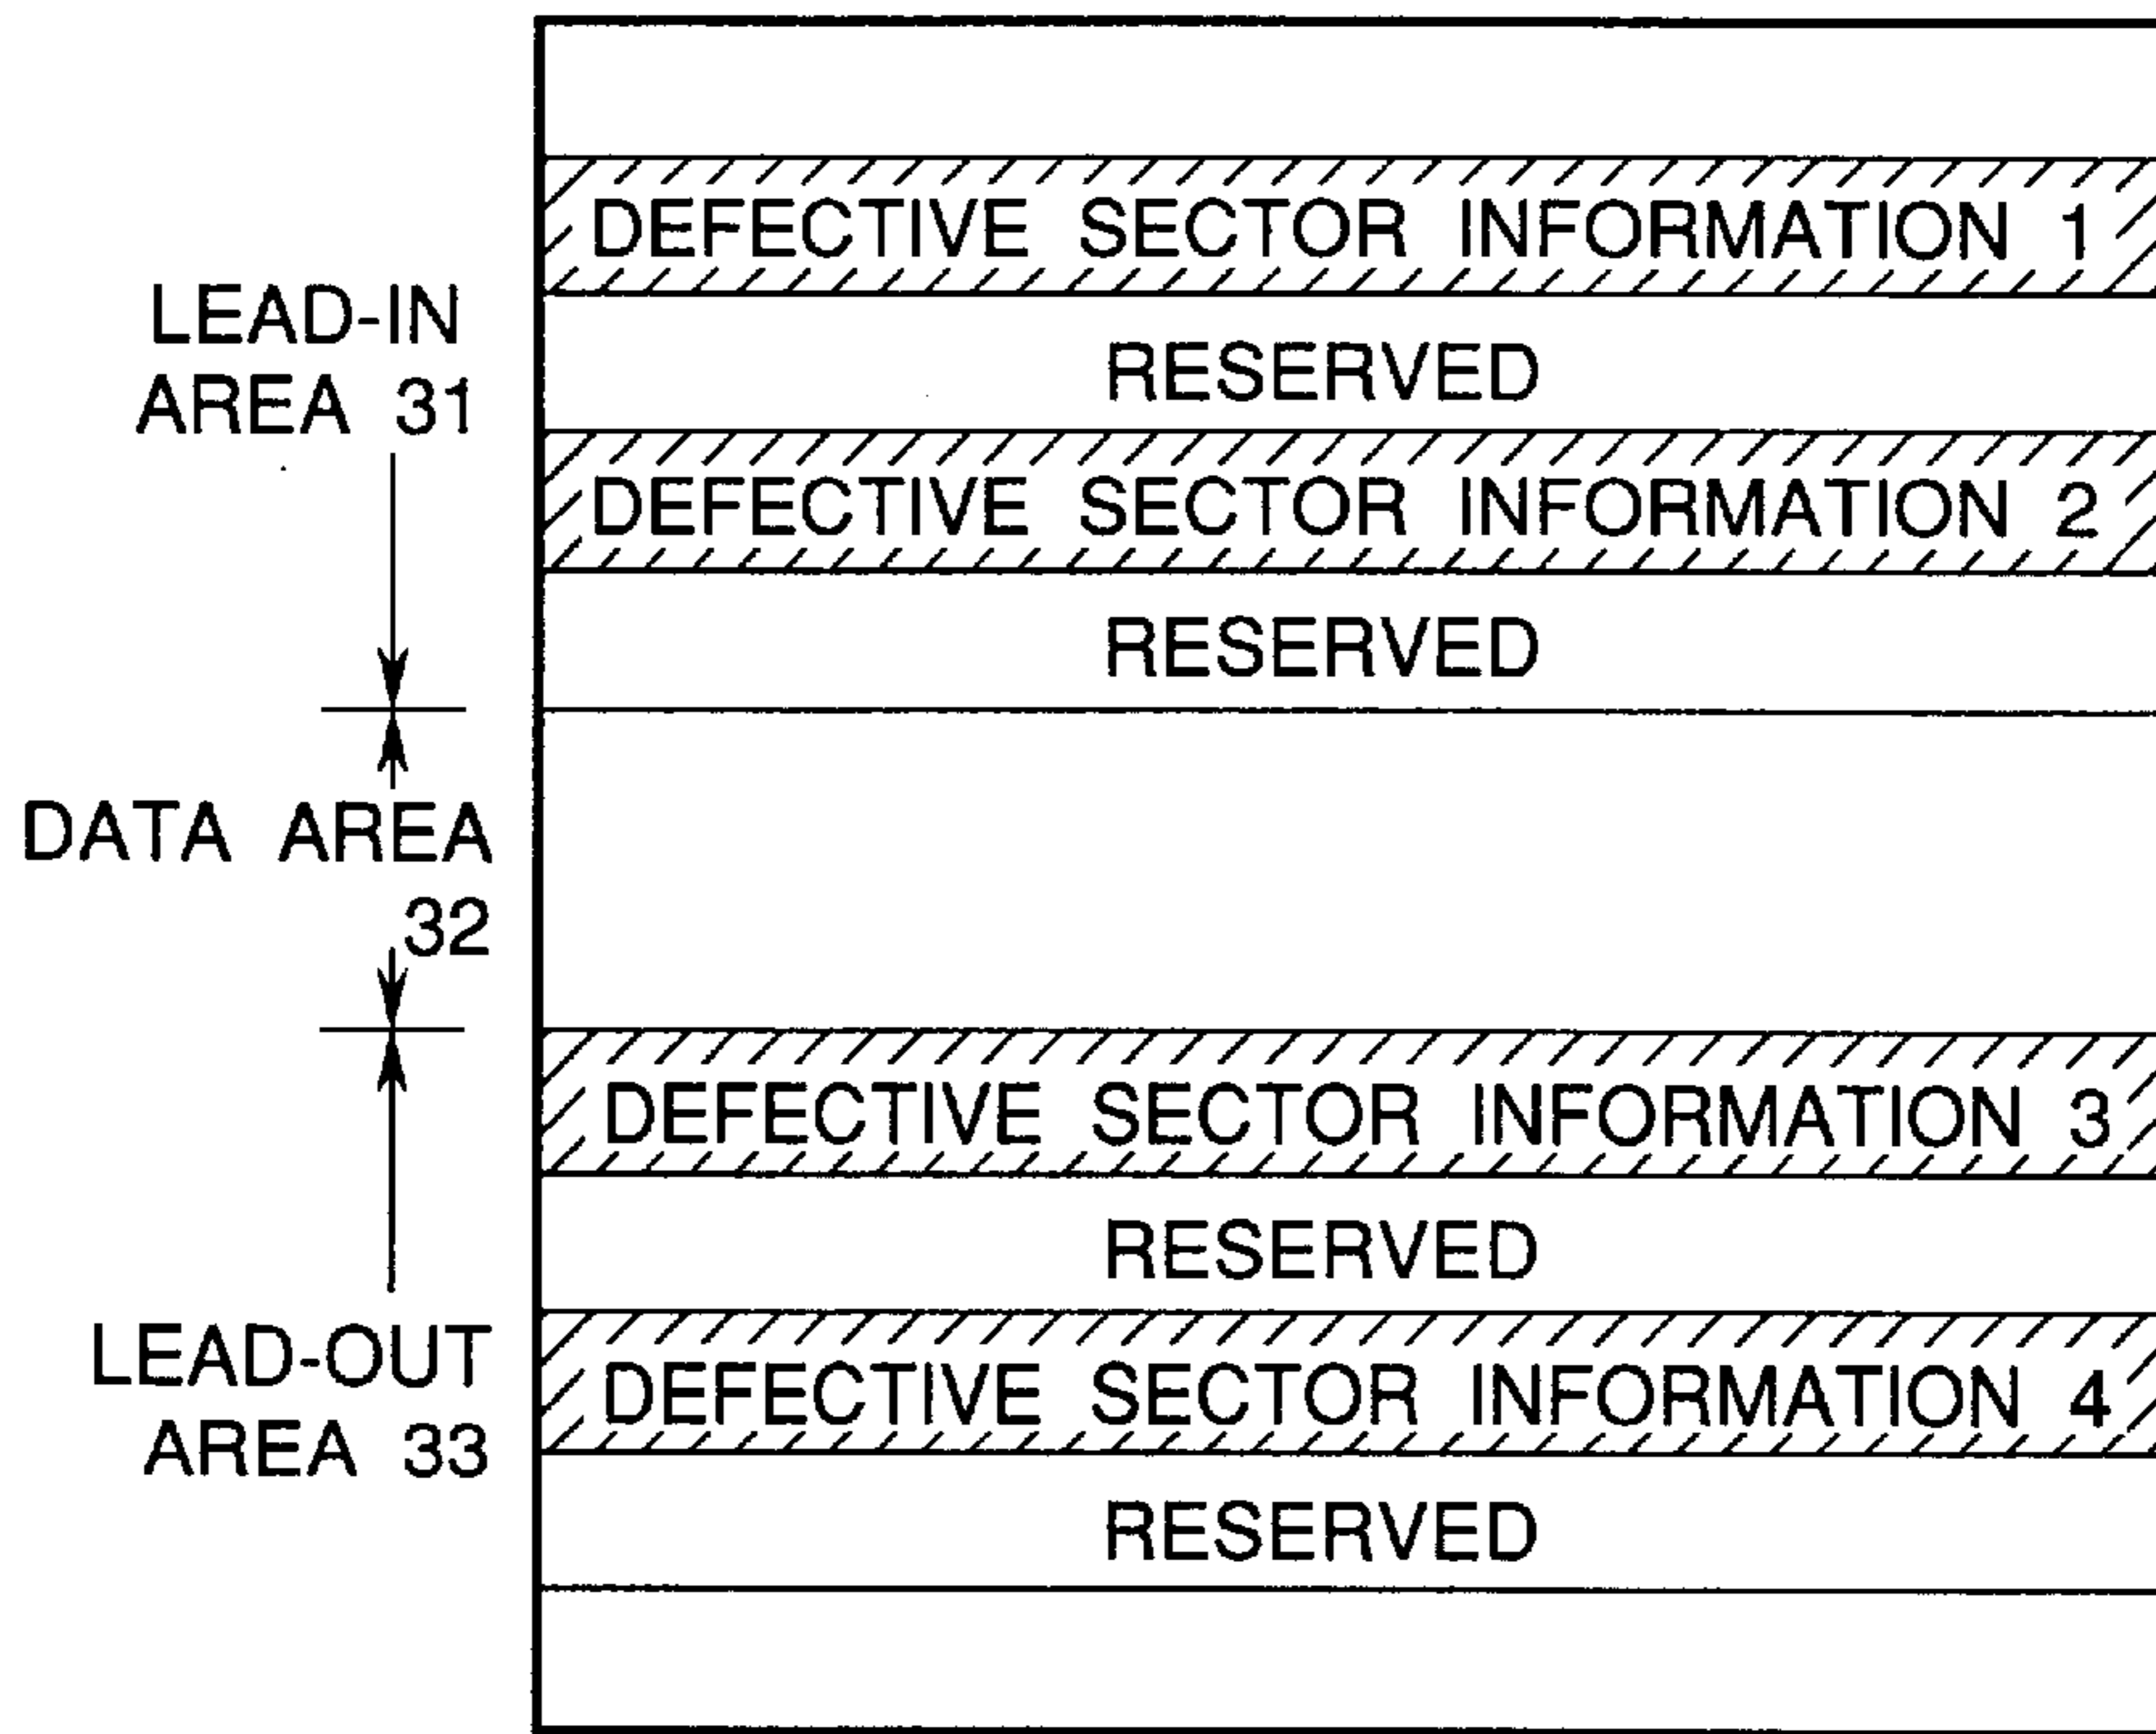 DEFECTIVE SECTOR INFORMATION 1
LEAD-IN
AREA 31
RESERVED
DEFECTIVE SECTOR INFORMATION 2
RESERVED
DATA AREA
32
DEFECTIVE SECTOR INFORMATION 3
RESERVED
LEAD-OUT
AREA 33
DEFECTIVE SECTOR INFORMATION 4
RESERVED